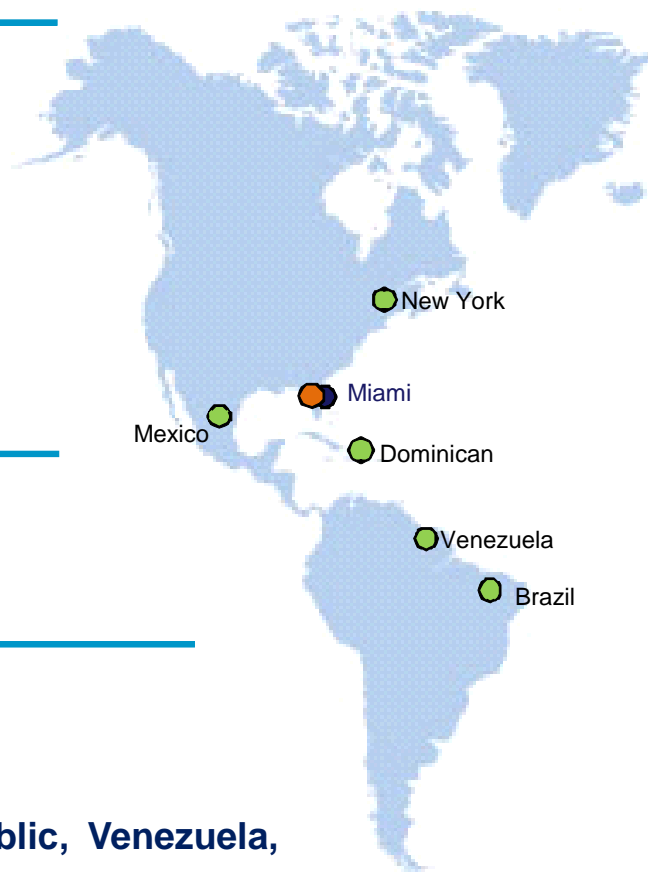 New York
Miami
Mexico
Dominican
Venezuela
Brazil
blic, Venezuela,